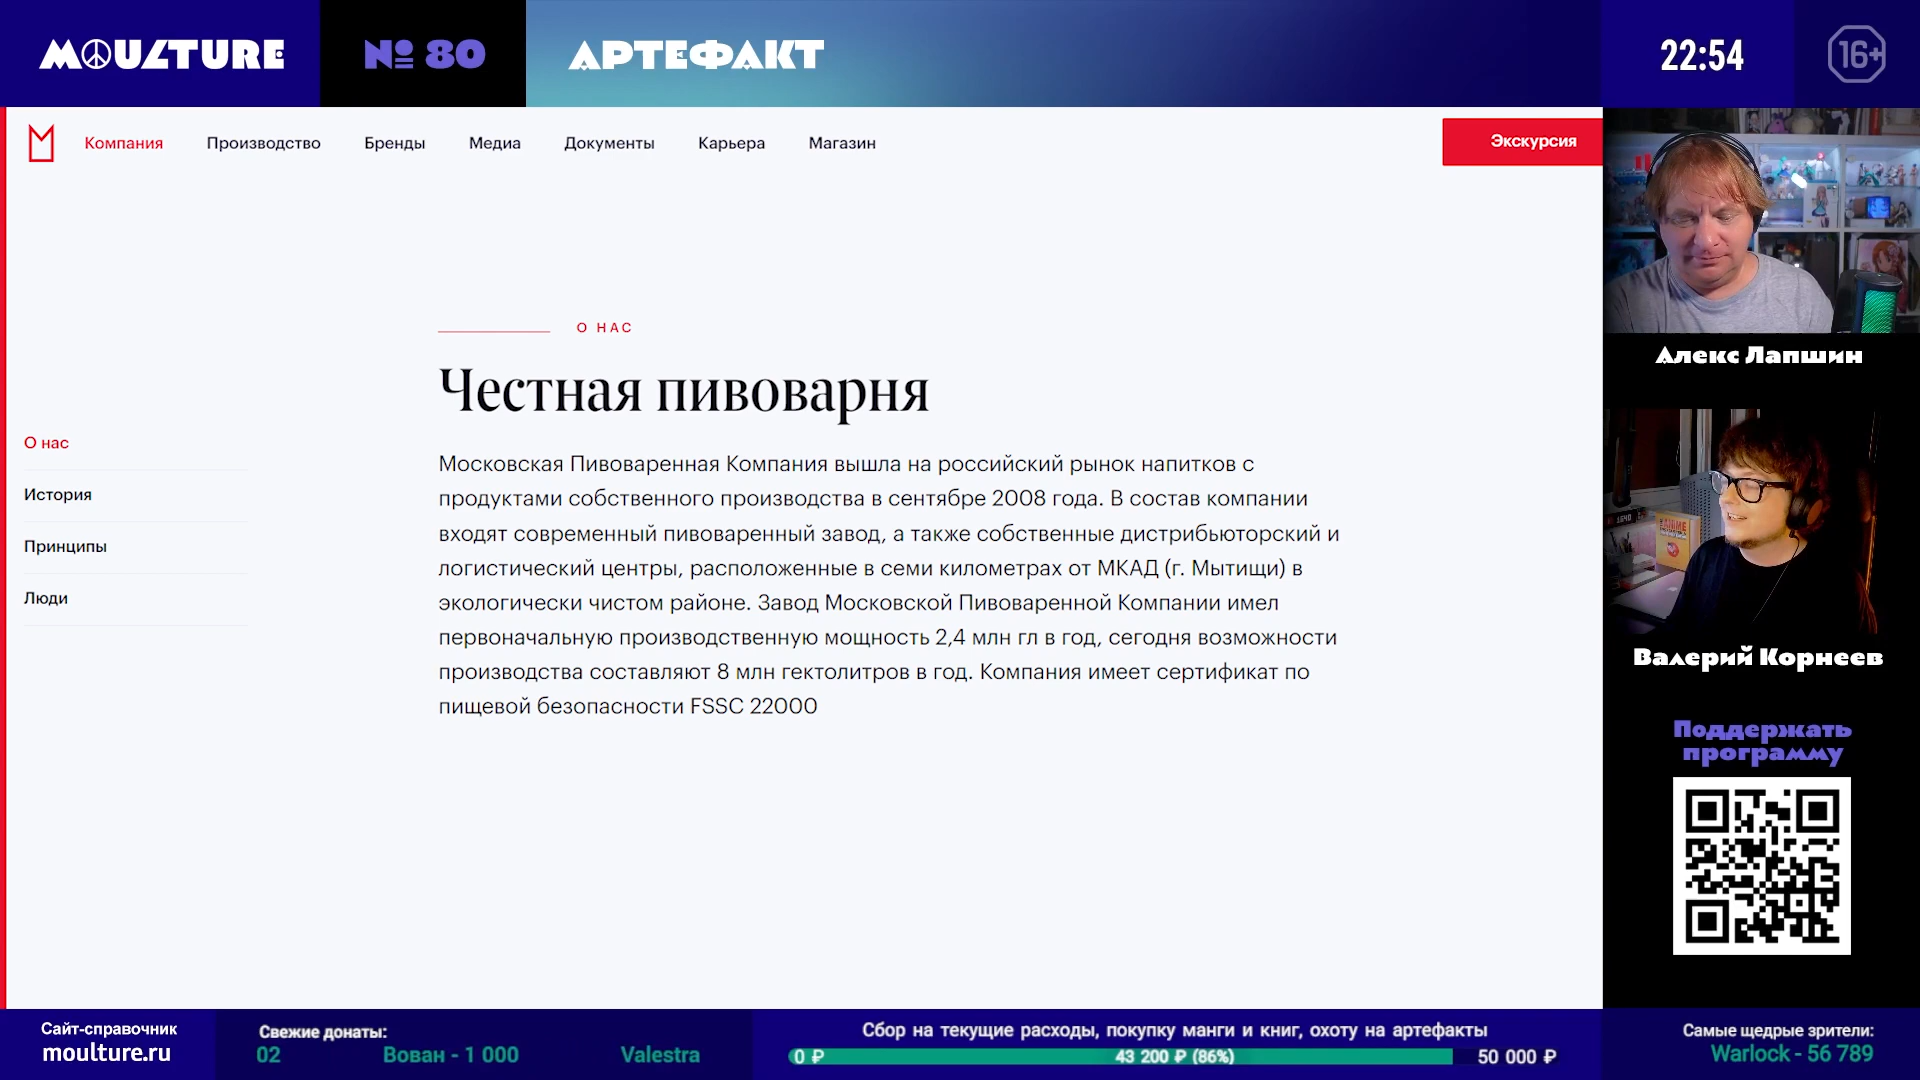 MOULTURE
№ 80
АРТЕФАКТ
22:54
16+
Компания Производство Бренды Медиа Документы Карьера Магазин
Экскурсия
О НАС
Честная пивоварня
Московская Пивоваренная Компания вышла на российский рынок напитков с
продуктами собственного производства в сентябре 2008 года. В состав компании
входят современный пивоваренный завод, а также собственные дистрибьюторский и
логистический центры, расположенные в семи километрах от МКАД (г. Мытищи) в
экологически чистом районе. Завод Московской Пивоваренной Компании имел
первоначальную производственную мощность 2,4 млн гл в год, сегодня возможности
производства составляют 8 млн гектолитров в год. Компания имеет сертификат по
пищевой безопасности FSSC 22000
О нас
История
Принципы
Люди
Алекс Лапшин
Валерий Корнеев
Поддержать
программу
Сайт-справочник
moulture.ru
Свежие донаты:
02 Вован - 1 000 Valestra
Сбор на текущие расходы, покупку манги и книг, охоту на артефакты
0 ₽ 43 200 ₽ (86%) 50 000 ₽
Самые щедрые зрители:
Warlock - 56 789